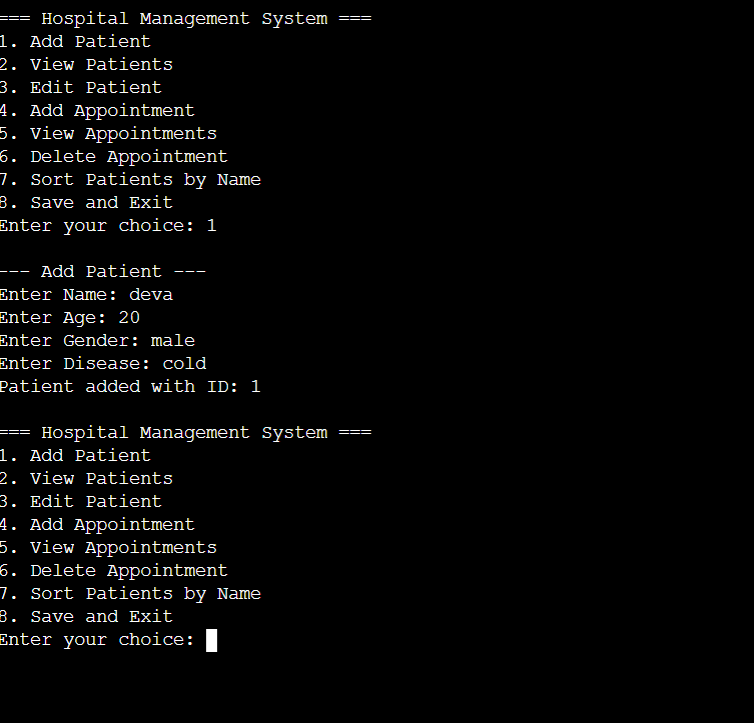 === Hospital Management System ===
1. Add Patient
2. View Patients
3. Edit Patient
4. Add Appointment
5. View Appointments
6. Delete Appointment
7. Sort Patients by Name
8. Save and Exit
Enter your choice: 1

--- Add Patient ---
Enter Name: deva
Enter Age: 20
Enter Gender: male
Enter Disease: cold
Patient added with ID: 1

=== Hospital Management System ===
1. Add Patient
2. View Patients
3. Edit Patient
4. Add Appointment
5. View Appointments
6. Delete Appointment
7. Sort Patients by Name
8. Save and Exit
Enter your choice: